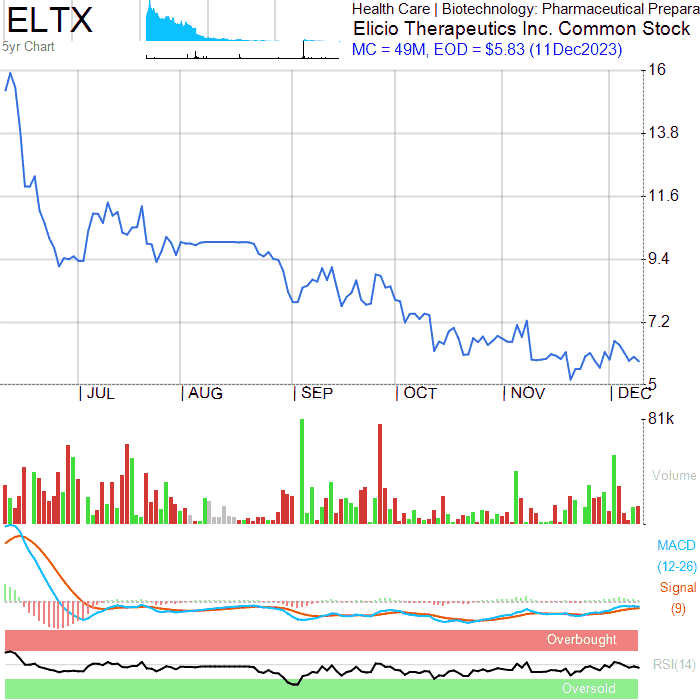 ELTX
5yr Chart
Health Care | Biotechnology: Pharmaceutical Prepara
Elicio Therapeutics Inc. Common Stock
MC = 49M, EOD = $5.83 (11Dec2023)
16
13.8
11.6
9.4
7.2
5
JUL AUG SEP OCT NOV DEC
81k
Volume
MACD
(12-26)
Signal
(9)
Overbought
RSI(14)
Oversold